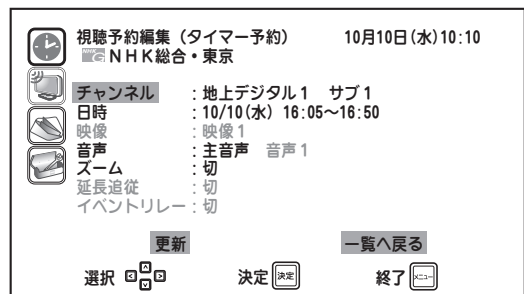 視聴予約編集（タイマー予約） 10月10日(水)10:10
NHK G NHK総合・東京
チャンネル ：地上デジタル1 サブ1
日時 ：10/10(水) 16:05〜16:50
映像 ：映像1
音声 ：主音声 音声1
ズーム ：切
延長追従 ：切
イベントリレー：切
更新 一覧へ戻る
選択 決定 決定 終了 メニュー